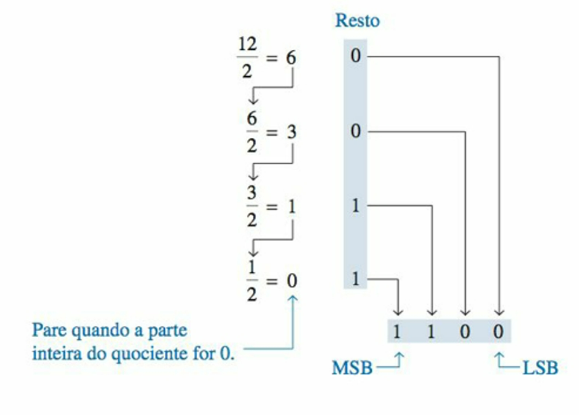 Resto
12/2 = 6 0
6/2 = 3 0
3/2 = 1 1
1/2 = 0 1
Pare quando a parte
inteira do quociente for 0.
1 1 0 0
MSB LSB